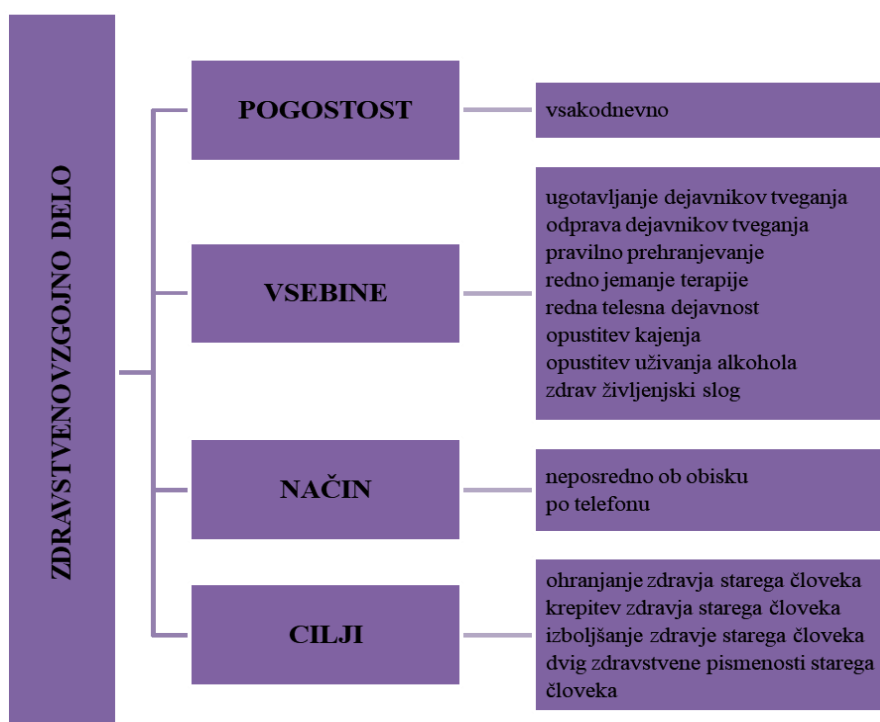 ZDRAVSTVENOVZGOJNO DELO
POGOSTOST
vsakodnevno
VSEBINE
ugotavljanje dejavnikov tveganja
odprava dejavnikov tveganja
pravilno prehranjevanje
redno jemanje terapije
redna telesna dejavnost
opustitev kajenja
opustitev uživanja alkohola
zdrav življenjski slog
NAČIN
neposredno ob obisku
po telefonu
CILJI
ohranjanje zdravja starega človeka
krepitev zdravja starega človeka
izboljšanje zdravje starega človeka
dvig zdravstvene pismenosti starega
človeka